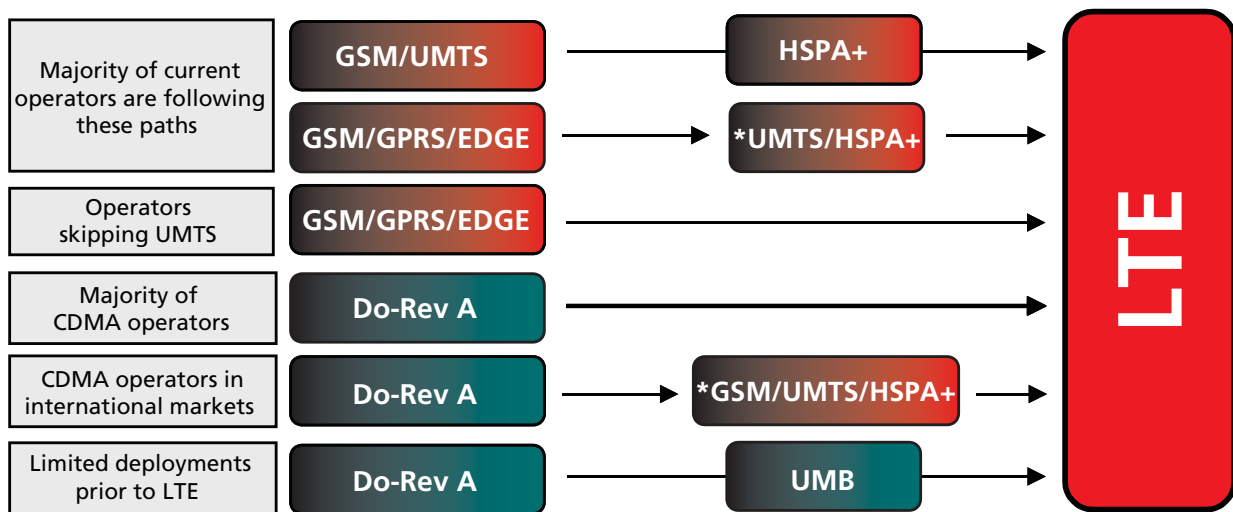 Majority of current
operators are following
these paths
GSM/UMTS
HSPA+
GSM/GPRS/EDGE
*UMTS/HSPA+
Operators
skipping UMTS
GSM/GPRS/EDGE
Majority of
CDMA operators
Do-Rev A
CDMA operators in
international markets
Do-Rev A
*GSM/UMTS/HSPA+
Limited deployments
prior to LTE
Do-Rev A
UMB
LTE